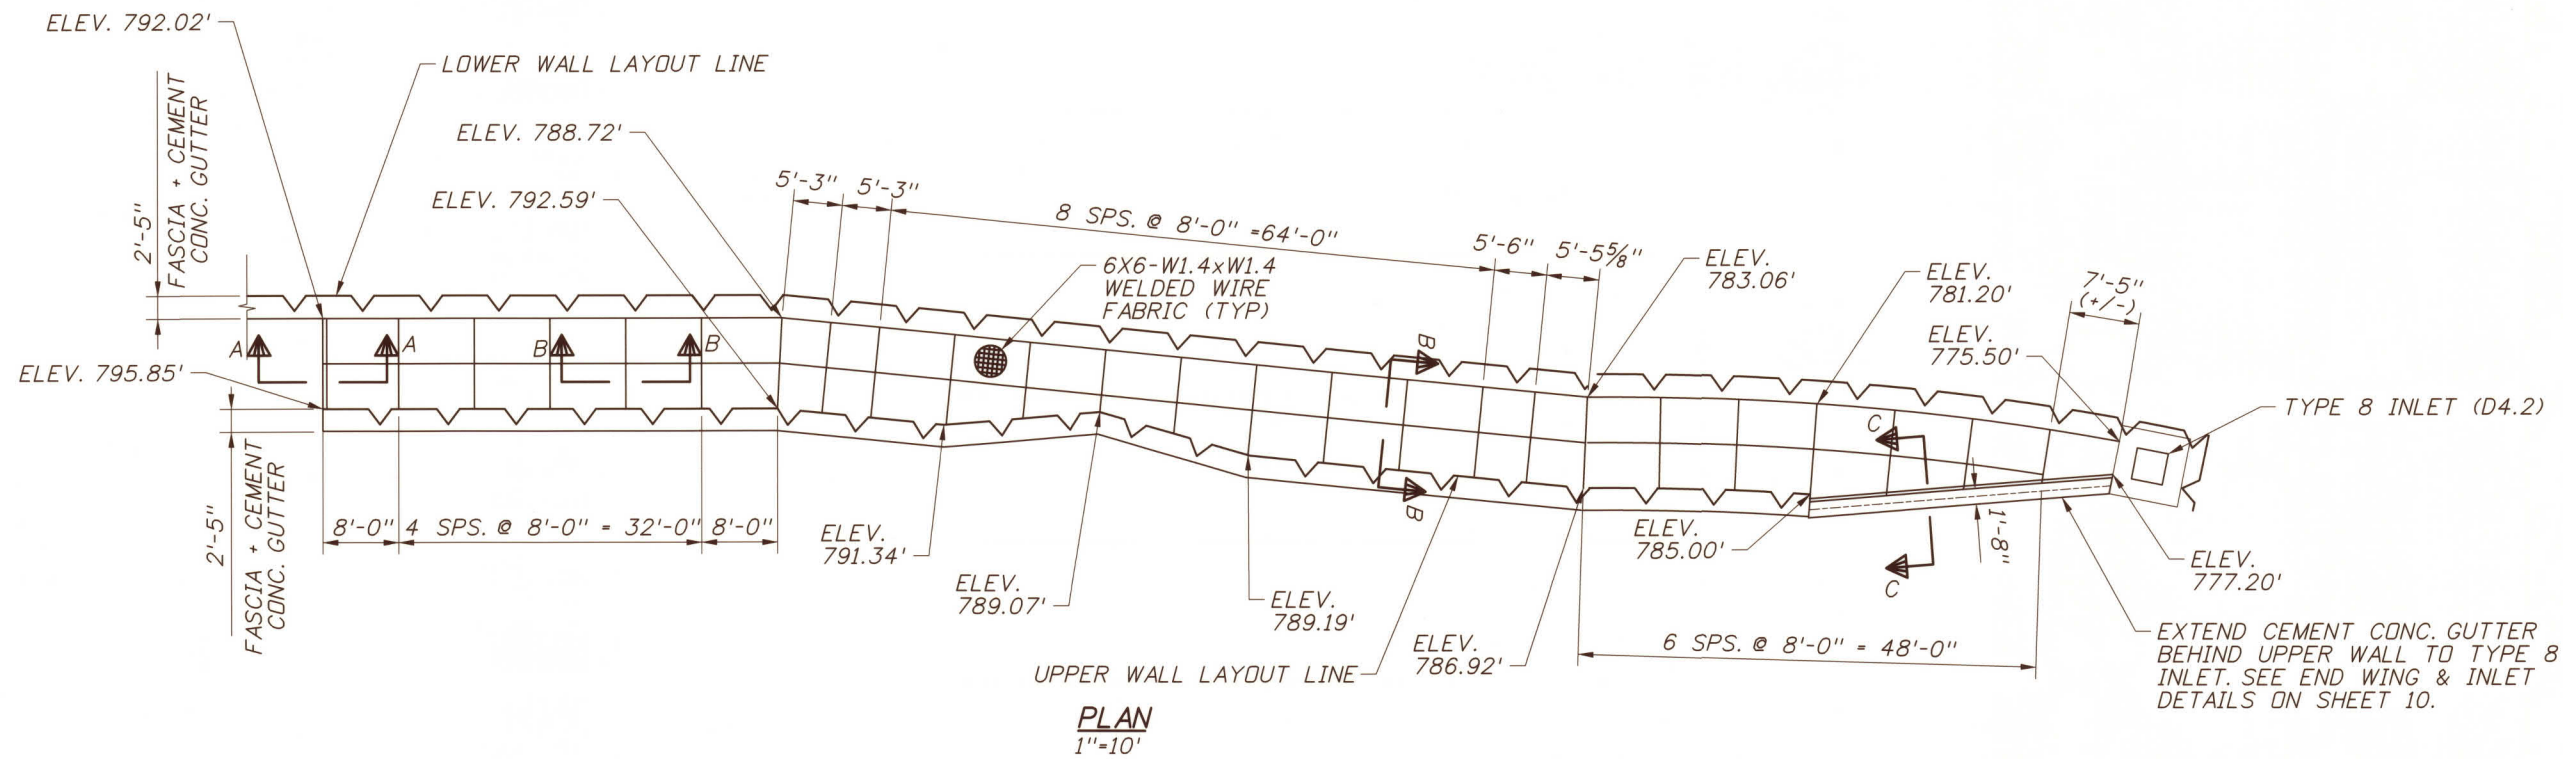 ELEV. 792.02'
LOWER WALL LAYOUT LINE
2'-5"
FASCIA + CEMENT
CONC. GUTTER
ELEV. 788.72'
ELEV. 792.59'
5'-3"
5'-3"
8 SPS. @ 8'-0" =64'-0"
5'-6"
5'-5⅝"
6X6-W1.4xW1.4
WELDED WIRE
FABRIC (TYP)
ELEV.
783.06'
ELEV.
781.20'
7'-5"
(+/-)
ELEV.
775.50'
TYPE 8 INLET (D4.2)
A
A
B
B
B
B
C
C
ELEV. 795.85'
2'-5"
FASCIA + CEMENT
CONC. GUTTER
8'-0"
4 SPS. @ 8'-0" = 32'-0"
8'-0"
ELEV.
791.34'
ELEV.
789.07'
ELEV.
789.19'
UPPER WALL LAYOUT LINE
ELEV.
786.92'
ELEV.
785.00'
1'-8"
6 SPS. @ 8'-0" = 48'-0"
ELEV.
777.20'
EXTEND CEMENT CONC. GUTTER
BEHIND UPPER WALL TO TYPE 8
INLET. SEE END WING & INLET
DETAILS ON SHEET 10.
PLAN
1"=10'